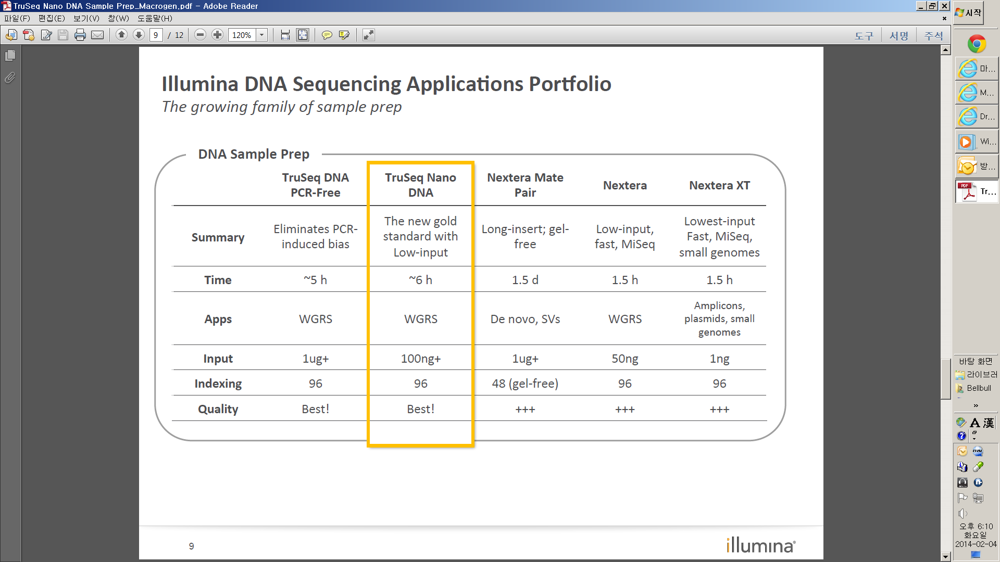 TruSeq Nano DNA Sample Prep_Macrogen.pdf - Adobe Reader
파일(F) 편집(E) 보기(V) 창(W) 도움말(H)
9 / 12 120% 도구 서명 주석
Illumina DNA Sequencing Applications Portfolio
The growing family of sample prep
DNA Sample Prep
TruSeq DNA PCR-Free TruSeq Nano DNA Nextera Mate Pair Nextera Nextera XT
Summary Eliminates PCR-induced bias The new gold standard with Low-input Long-insert; gel-free Low-input, fast, MiSeq Lowest-input Fast, MiSeq, small genomes
Time ~5 h ~6 h 1.5 d 1.5 h 1.5 h
Apps WGRS WGRS De novo, SVs WGRS Amplicons, plasmids, small genomes
Input 1ug+ 100ng+ 1ug+ 50ng 1ng
Indexing 96 96 48 (gel-free) 96 96
Quality Best! Best! +++ +++ +++
9
illumina®
시작
마...
M...
Dr...
Wi...
받...
PDF
Tr...
바탕 화면
라이브러
Bellbull
»
A 漢
오후 6:10
화요일
2014-02-04